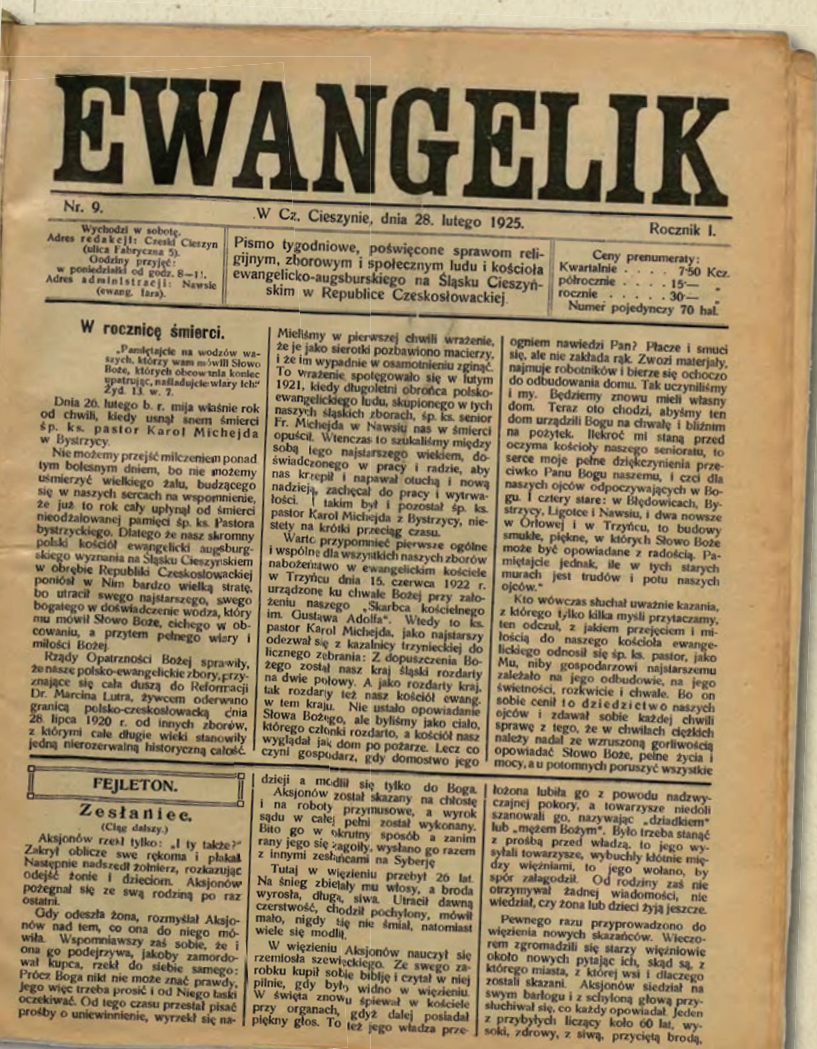 EWANGELIK
Nr. 9.
W Cz. Cieszynie, dnia 28. lutego 1925.
Rocznik I.
Wychodzi w sobotę.
Adres redakcji: Czeski Cieszyn
(ulica Fabryczna 5).
Godziny przyjęć:
w poniedziałki od godz. 8—11.
Adres administracji: Nawsie
(ewang. fara).
Pismo tygodniowe, poświęcone sprawom reli-
gijnym, zborowym i społecznym ludu i kościoła
ewangelicko-augsburskiego na Śląsku Cieszyń-
skim w Republice Czeskosłowackiej.
Ceny prenumeraty:
Kwartalnie . . . . 7·50 Kcz.
półrocznie . . . . 15·— „
rocznie . . . . . 30·— „
Numer pojedynczy 70 hal.
W rocznicę śmierci.
„Pamiętajcie na wodzów wa-
szych, którzy wam mówili Słowo
Boże, których obcowania koniec
upatrując, naśladujcie wiary ich."
Żyd. 13. w. 7.
Dnia 26. lutego b. r. mija właśnie rok
od chwili, kiedy usnął snem śmierci
śp. ks. pastor Karol Michejda
w Bystrzycy.
Nie możemy przejść milczeniem ponad
tym bolesnym dniem, bo nie możemy
uśmierzyć wielkiego żalu, budzącego
się w naszych sercach na wspomnienie,
że już to rok cały upłynął od śmierci
nieodżałowanej pamięci śp. ks. Pastora
bystrzyckiego. Dlatego że nasz skromny
polski kościół ewangelicki augsburg-
skiego wyznania na Śląsku Cieszyńskiem
w obrębie Republiki Czeskosłowackiej
poniósł w Nim bardzo wielką stratę,
bo utracił swego najstarszego, swego
bogatego w doświadczenie wodza, który
mu mówił Słowo Boże, cichego w ob-
cowaniu, a przytem pełnego wiary i
miłości Bożej.
Rządy Opatrzności Bożej sprawiły,
że nasze polsko-ewangelickie zbory, przy-
znające się całą duszą do Reformacji
Dr. Marcina Lutra, żywcem oderwano
granicą polsko-czeskosłowacką dnia
28. lipca 1920 r. od innych zborów,
z którymi całe długie wieki stanowiły
jedną nierozerwalną historyczną całość.
Mieliśmy w pierwszej chwili wrażenie,
że je jako sierotki pozbawiono macierzy,
i że im wypadnie w osamotnieniu zginąć.
To wrażenie spotęgowało się w lutym
1921, kiedy długoletni obrońca polsko-
ewangelickiego ludu, skupionego w tych
naszych śląskich zborach, śp. ks. senior
Fr. Michejda w Nawsiu nas w śmierci
opuścił. Wtenczas to szukaliśmy między
sobą tego najstarszego wiekiem, do-
świadczonego w pracy i radzie, aby
nas krzepił i napawał otuchą i nową
nadzieją, zachęcał do pracy i wytrwa-
łości. I takim był i pozostał śp. ks.
pastor Karol Michejda z Bystrzycy, nie-
stety na krótki przeciąg czasu.
Warto przypomnieć pierwsze ogólne
i wspólne dla wszystkich naszych zborów
nabożeństwo w ewangelickim kościele
w Trzyńcu dnia 15. czerwca 1922 r.
urządzone ku chwale Bożej przy zało-
żeniu naszego „Skarbca kościelnego
im. Gustawa Adolfa". Wtedy to ks.
pastor Karol Michejda, jako najstarszy
odezwał się z kazalnicy trzynieckiej do
licznego zebrania: Z dopuszczenia Bo-
żego został nasz kraj śląski rozdarty
na dwie połowy. A jako rozdarty kraj,
tak rozdarty też nasz kościół ewang.
w tem kraju. Nie ustało opowiadanie
Słowa Bożego, ale byliśmy jako ciało,
którego członki rozdarto, a kościół nasz
wyglądał jak dom po pożarze. Lecz co
czyni gospodarz, gdy domostwo jego
ogniem nawiedzi Pan? Płacze i smuci
się, ale nie zakłada rąk. Zwozi materjały,
najmuje robotników i bierze się ochoczo
do odbudowania domu. Tak uczyniliśmy
i my. Będziemy znowu mieli własny
dom. Teraz oto chodzi, abyśmy ten
dom urządzili Bogu na chwałę i bliźnim
na pożytek. Ilekroć mi staną przed
oczyma kościoły naszego senioratu, to
serce moje pełne dziękczynienia prze-
ciwko Panu Bogu naszemu, i czci dla
naszych ojców odpoczywających w Bo-
gu. I cztery stare: w Błędowicach, By-
strzycy, Ligotce i Nawsiu, i dwa nowsze
w Orłowej i w Trzyńcu, to budowy
smukłe, piękne, w których Słowo Boże
może być opowiadane z radością. Pa-
miętajcie jednak, ile w tych starych
murach jest trudów i potu naszych
ojców."
Kto wówczas słuchał uważnie kazania,
z którego tylko kilka myśli przytaczamy,
ten odczuł, z jakiem przejęciem i mi-
łością do naszego kościoła ewange-
lickiego odnosił się śp. ks. pastor, jako
Mu, niby gospodarzowi najstarszemu
zależało na jego odbudowie, na jego
świetności, rozkwicie i chwale. Bo on
sobie cenił to dziedzictwo naszych
ojców i zdawał sobie każdej chwili
sprawę z tego, że w chwilach ciężkich
należy nadal ze wzruszoną gorliwością
opowiadać Słowo Boże, pełne życia i
mocy, a u potomnych poruszyć wszystkie
FEJLETON.
Zesłaniec.
(Ciąg dalszy.)
Aksjonów rzekł tylko: „I ty także?"
Zakrył oblicze swe rękoma i płakał.
Następnie nadszedł żołnierz, rozkazując
odejść żonie i dzieciom. Aksjonów
pożegnał się ze swą rodziną po raz
ostatni.
Gdy odeszła żona, rozmyślał Aksjo-
nów nad tem, co ona do niego mó-
wiła. Wspomniawszy zaś sobie, że i
ona go podejrzywa, jakoby zamordo-
wał kupca, rzekł do siebie samego:
Prócz Boga nikt nie może znać prawdy,
Jego więc trzeba prosić i od Niego łaski
oczekiwać. Od tego czasu przestał pisać
prośby o uniewinnienie, wyrzekł się na-
dzieji a modlił się tylko do Boga.
Aksjonów został skazany na chłostę
i na roboty przymusowe, a wyrok
sądu w całej pełni został wykonany.
Bito go w okrutny sposób a zanim
rany jego się zagoiły, wysłano go razem
z innymi zesłańcami na Syberję
Tutaj w więzieniu przebył 26 lat.
Na śnieg zbielały mu włosy, a broda
wyrosła, długa, siwa. Utracił dawną
czerstwość, chodził pochylony, mówił
mało, nigdy się nie śmiał, natomiast
wiele się modlił.
W więzieniu Aksjonów nauczył się
rzemiosła szewckiego. Ze swego za-
robku kupił sobie biblję i czytał w niej
pilnie, gdy było widno w więzieniu.
W święta znowu śpiewał w kościele
przy organach, gdyż dalej posiadał
piękny głos. To też jego władza prze-
łożona lubiła go z powodu nadzwy-
czajnej pokory, a towarzysze niedoli
szanowali go, nazywając „dziadkiem"
lub „mężem Bożym". Było trzeba stanąć
z prośbą przed władzą, to jego wy-
syłali towarzysze, wybuchły kłótnie mię-
dzy więźniami, to jego wołano, by
spór załagodził. Od rodziny zaś nie
otrzymywał żadnej wiadomości, nie
wiedział, czy żona lub dzieci żyją jeszcze.
Pewnego razu przyprowadzono do
więzienia nowych skazańców. Wieczo-
rem zgromadzili się starzy więźniowie
około nowych pytając ich, skąd są, z
którego miasta, z której wsi i dlaczego
zostali skazani. Aksjonów siedział na
swym barłogu i z schyloną głową przy-
słuchiwał się, co każdy opowiadał. Jeden
z przybyłych liczący koło 60 lat, wy-
soki, zdrowy, z siwą, przyciętą brodą,